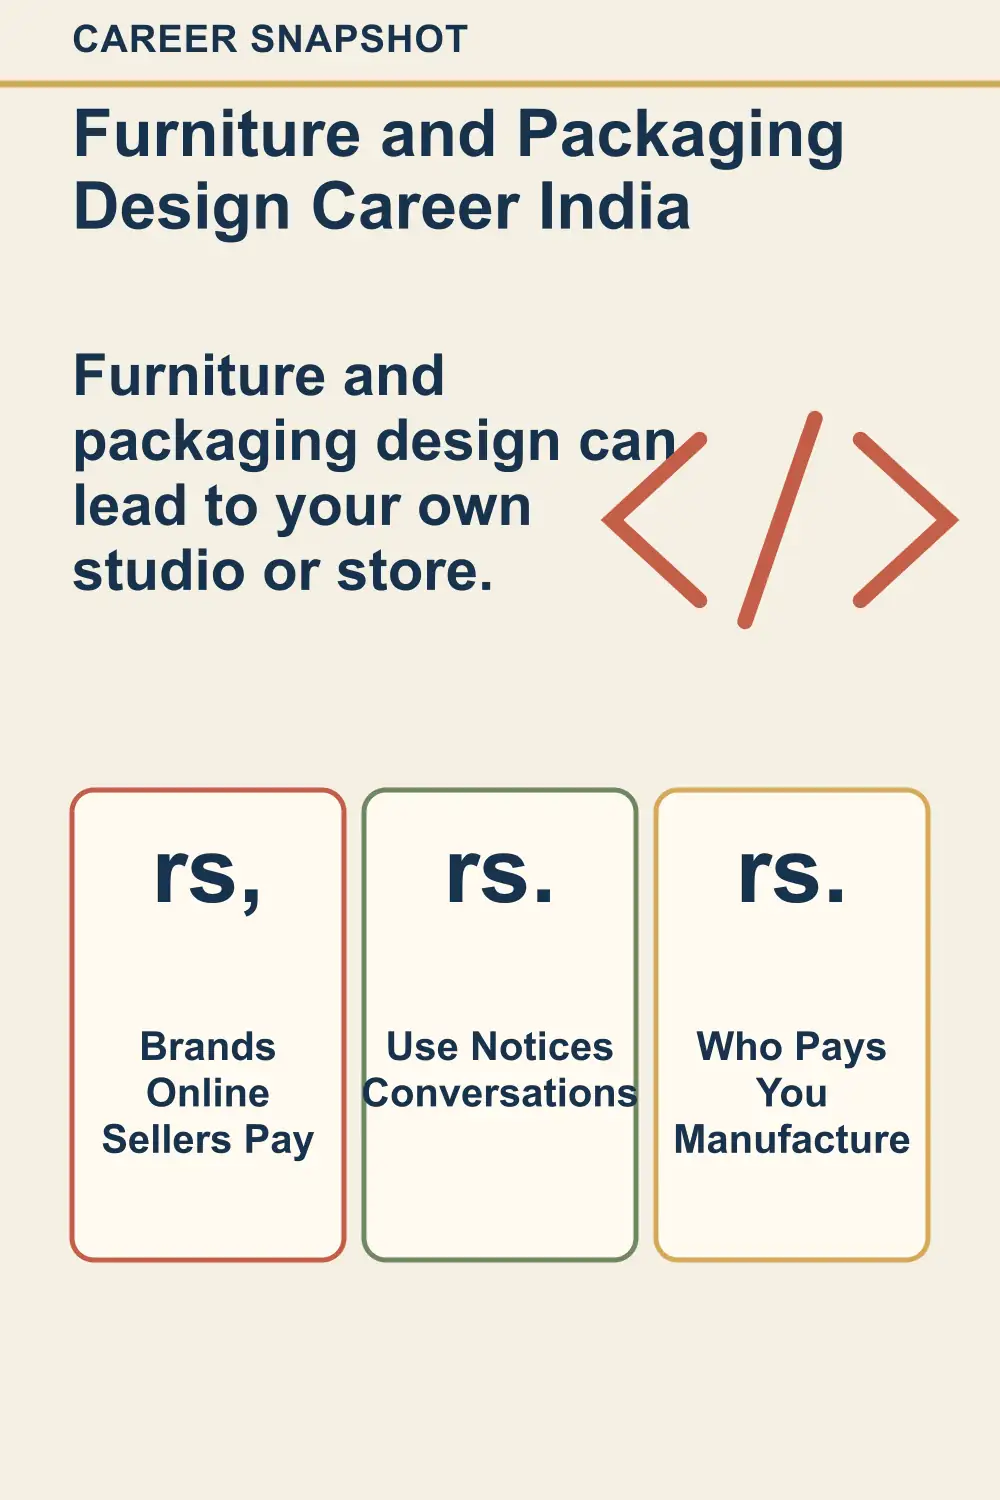 CAREER SNAPSHOT
Furniture and Packaging
Design Career India
Furniture and
packaging design can
lead to your own
studio or store.
</>
rs,
Brands
Online
Sellers Pay
rs.
Use Notices
Conversations
rs.
Who Pays
You
Manufacture